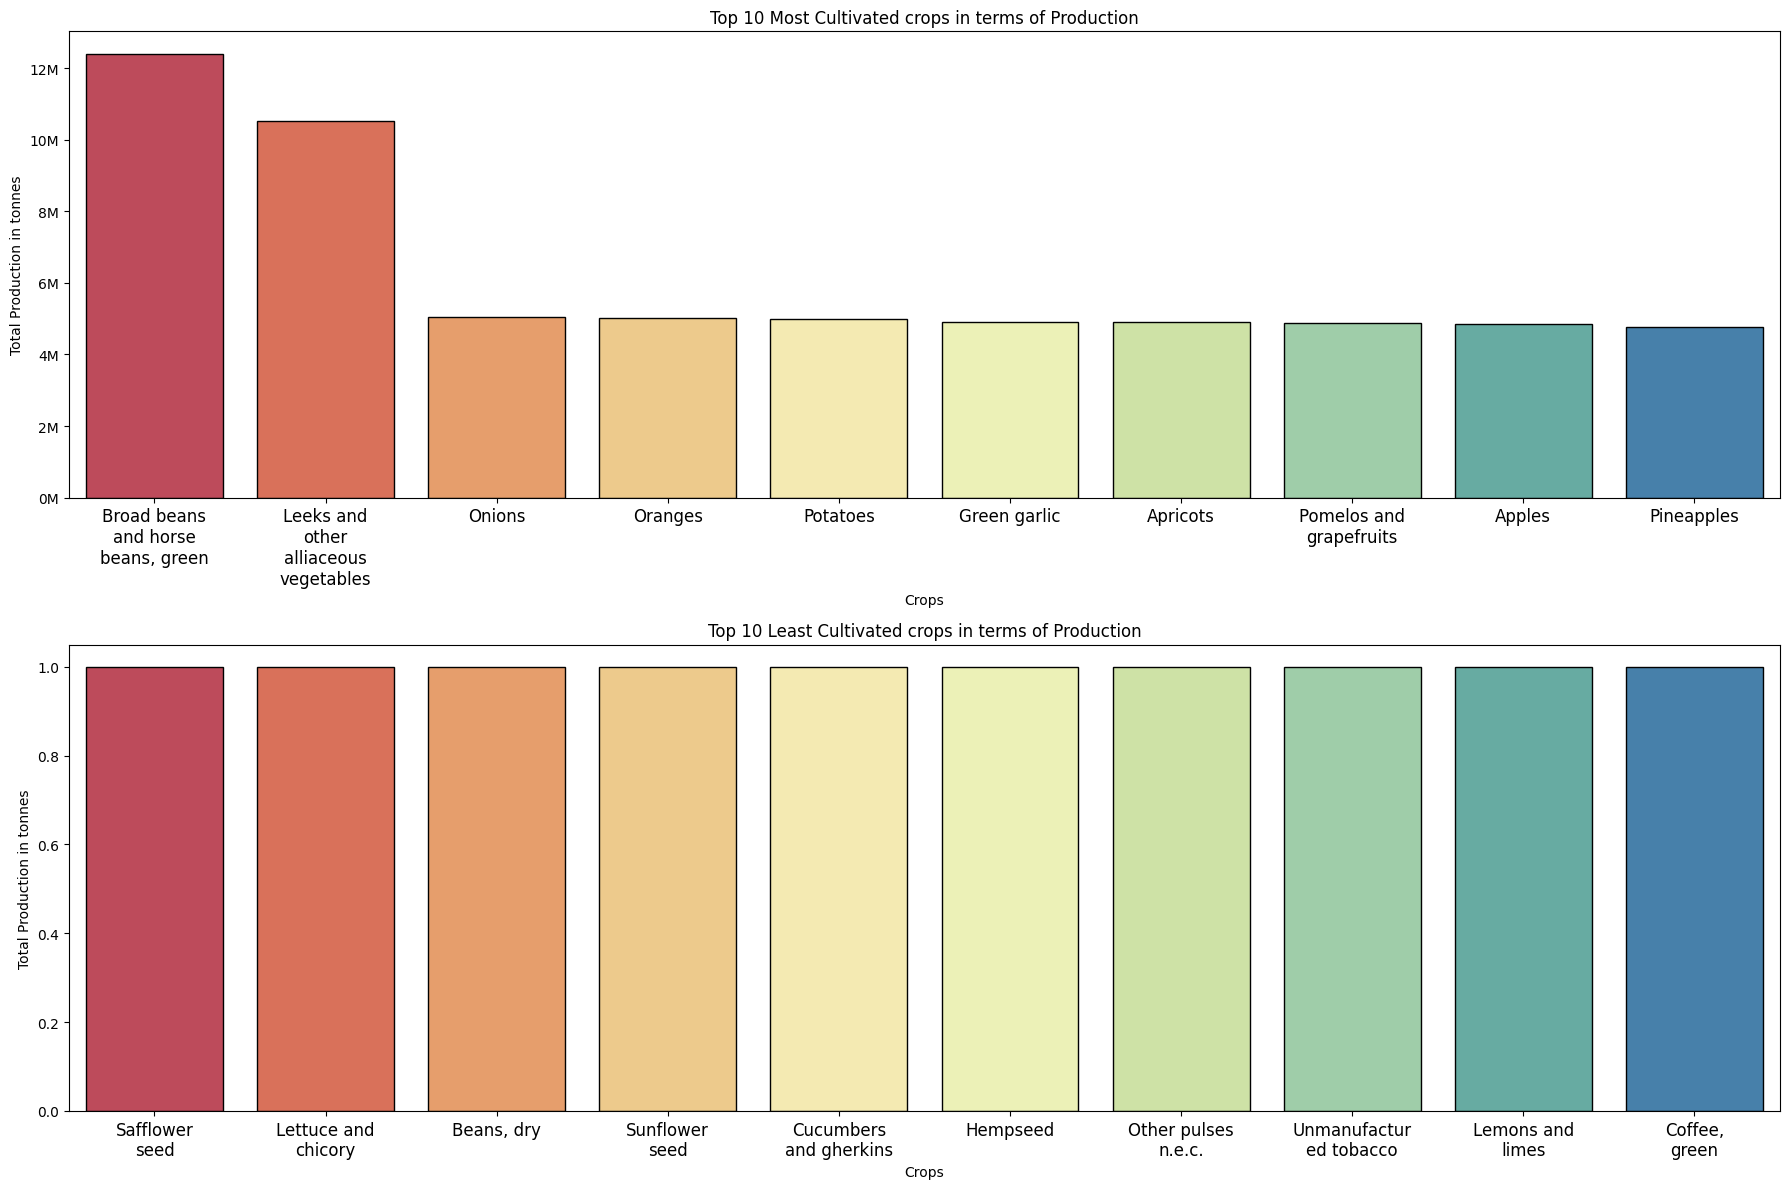 Top 10 Most Cultivated crops in terms of Production
Total Production in tonnes
12M
10M
8M
6M
4M
2M
0M
Broad beans
and horse
beans, green
Leeks and
other
alliaceous
vegetables
Onions
Oranges
Potatoes
Green garlic
Apricots
Pomelos and
grapefruits
Apples
Pineapples
Crops
Top 10 Least Cultivated crops in terms of Production
Total Production in tonnes
1.0
0.8
0.6
0.4
0.2
0.0
Safflower
seed
Lettuce and
chicory
Beans, dry
Sunflower
seed
Cucumbers
and gherkins
Hempseed
Other pulses
n.e.c.
Unmanufactur
ed tobacco
Lemons and
limes
Coffee,
green
Crops